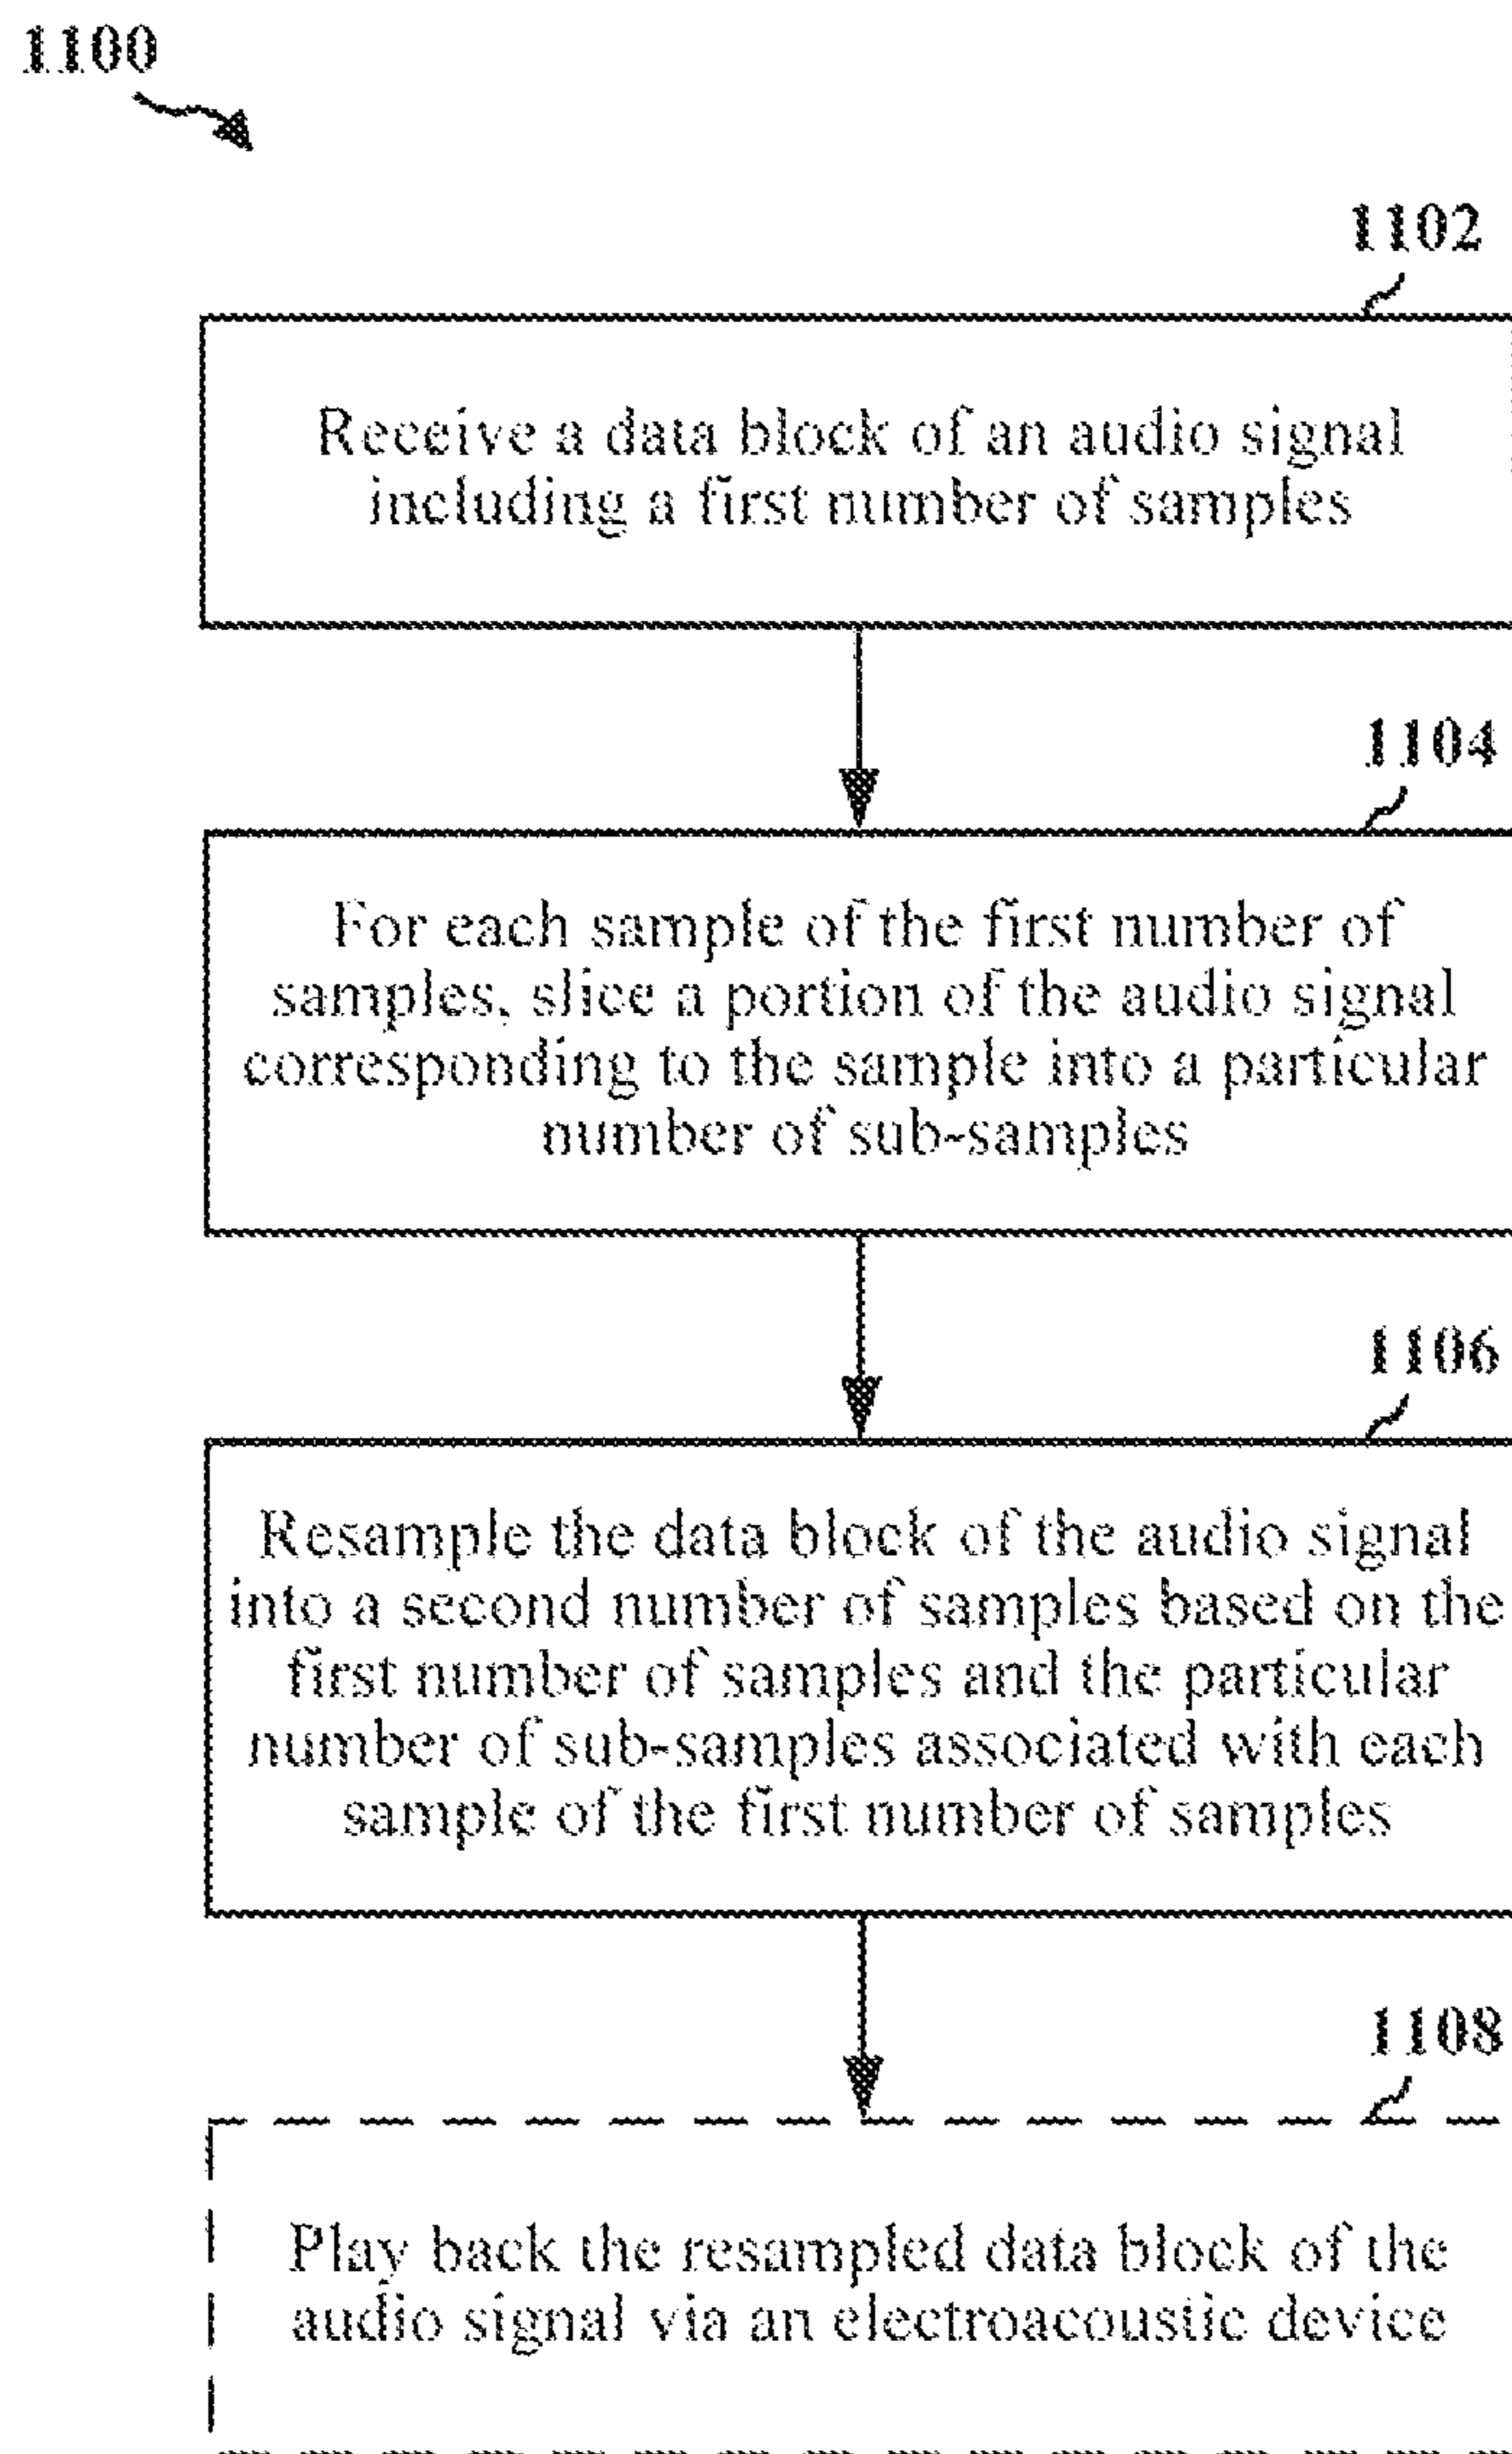 1100
1102
Receive a data block of an audio signal
including a first number of samples
1104
For each sample of the first number of
samples, slice a portion of the audio signal
corresponding to the sample into a particular
number of sub-samples
1106
Resample the data block of the audio signal
into a second number of samples based on the
first number of samples and the particular
number of sub-samples associated with each
sample of the first number of samples
1108
Play back the resampled data block of the
audio signal via an electroacoustic device